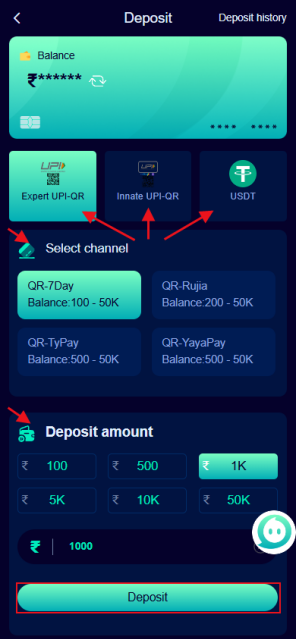 Deposit
Deposit history
Balance
₹******
UPI
Expert UPI-QR
Innate UPI-QR
USDT
Select channel
QR-7Day
Balance:100 - 50K
QR-Rujia
Balance:200 - 50K
QR-TyPay
Balance:500 - 50K
QR-YayaPay
Balance:500 - 50K
Deposit amount
₹ 100
₹ 500
₹ 1K
₹ 5K
₹ 10K
₹ 50K
₹ 1000
Deposit